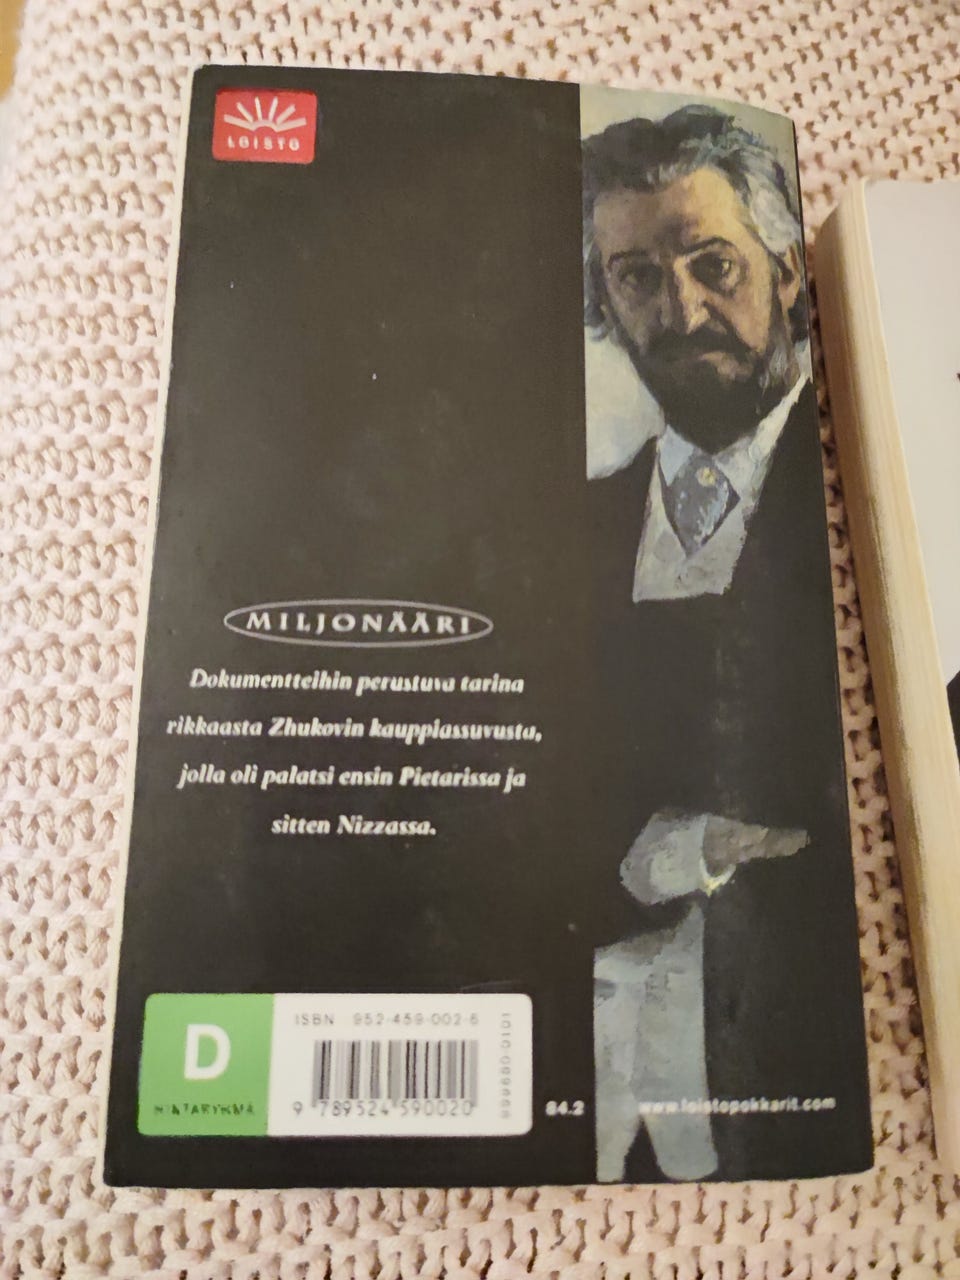 LOISTO
MILJONÄÄRI
Dokumentteihin perustuva tarina
rikkaasta Zhukovin kauppiassuvusta,
jolla oli palatsi ensin Pietarissa ja
sitten Nizzassa.
D
HINTARYHMÄ
ISBN 952-459-002-6
9 789524 590020
84.2
www.loistopokkarit.com